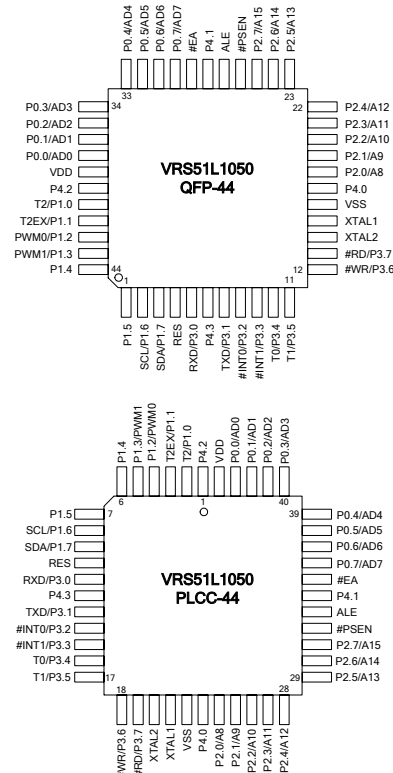 P0.4/AD4
P0.5/AD5
P0.6/AD6
P0.7/AD7
#EA
P4.1
ALE
#PSEN
P2.7/A15
P2.6/A14
P2.5/A13
33
23
P0.3/AD3
34
22
P2.4/A12
P0.2/AD2
P2.3/A11
P0.1/AD1
P2.2/A10
P0.0/AD0
P2.1/A9
VDD
VRS51L1050
P2.0/A8
P4.2
QFP-44
P4.0
T2/P1.0
VSS
T2EX/P1.1
XTAL1
PWM0/P1.2
XTAL2
PWM1/P1.3
#RD/P3.7
P1.4
44
12
#WR/P3.6
1
11
P1.5
SCL/P1.6
SDA/P1.7
RES
RXD/P3.0
P4.3
TXD/P3.1
#INT0/P3.2
#INT1/P3.3
T0/P3.4
T1/P3.5
P1.4
P1.3/PWM1
P1.2/PWM0
T2EX/P1.1
T2/P1.0
P4.2
VDD
P0.0/AD0
P0.1/AD1
P0.2/AD2
P0.3/AD3
6
1
40
P1.5
7
39
P0.4/AD4
SCL/P1.6
P0.5/AD5
SDA/P1.7
P0.6/AD6
RES
P0.7/AD7
RXD/P3.0
VRS51L1050
#EA
P4.3
PLCC-44
P4.1
TXD/P3.1
ALE
#INT0/P3.2
#PSEN
#INT1/P3.3
P2.7/A15
T0/P3.4
P2.6/A14
T1/P3.5
17
29
P2.5/A13
18
28
WR/P3.6
#RD/P3.7
XTAL2
XTAL1
VSS
P4.0
P2.0/A8
P2.1/A9
P2.2/A10
P2.3/A11
P2.4/A12